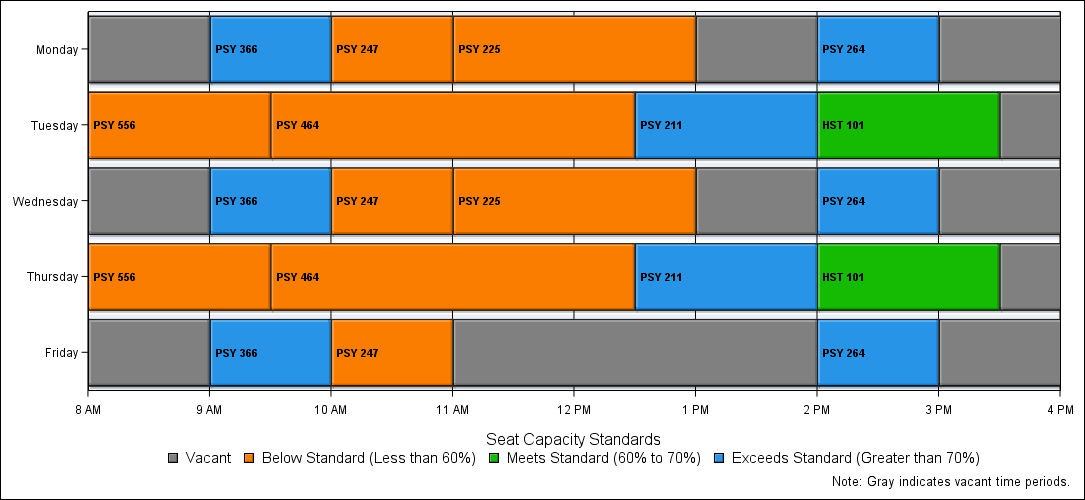 Monday PSY 366 PSY 247 PSY 225 PSY 264
Tuesday PSY 556 PSY 464 PSY 211 HST 101
Wednesday PSY 366 PSY 247 PSY 225 PSY 264
Thursday PSY 556 PSY 464 PSY 211 HST 101
Friday PSY 366 PSY 247 PSY 264
8 AM 9 AM 10 AM 11 AM 12 PM 1 PM 2 PM 3 PM 4 PM
Seat Capacity Standards
Vacant Below Standard (Less than 60%) Meets Standard (60% to 70%) Exceeds Standard (Greater than 70%)
Note: Gray indicates vacant time periods.